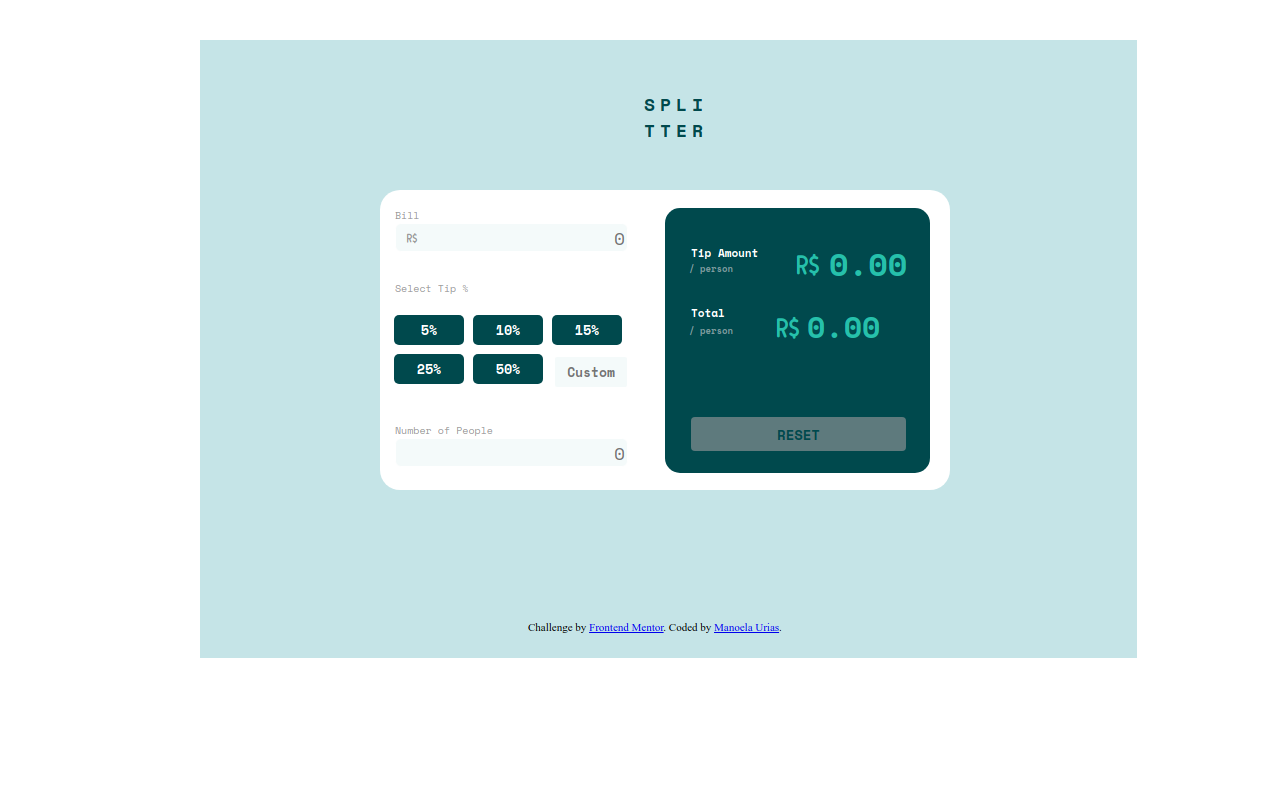 SPLI
TTER
Bill
R$ 0
Select Tip %
5% 10% 15%
25% 50% Custom
Number of People
0
Tip Amount
/ person
R$ 0.00
Total
/ person
R$ 0.00
RESET
Challenge by Frontend Mentor. Coded by Manoela Urias.